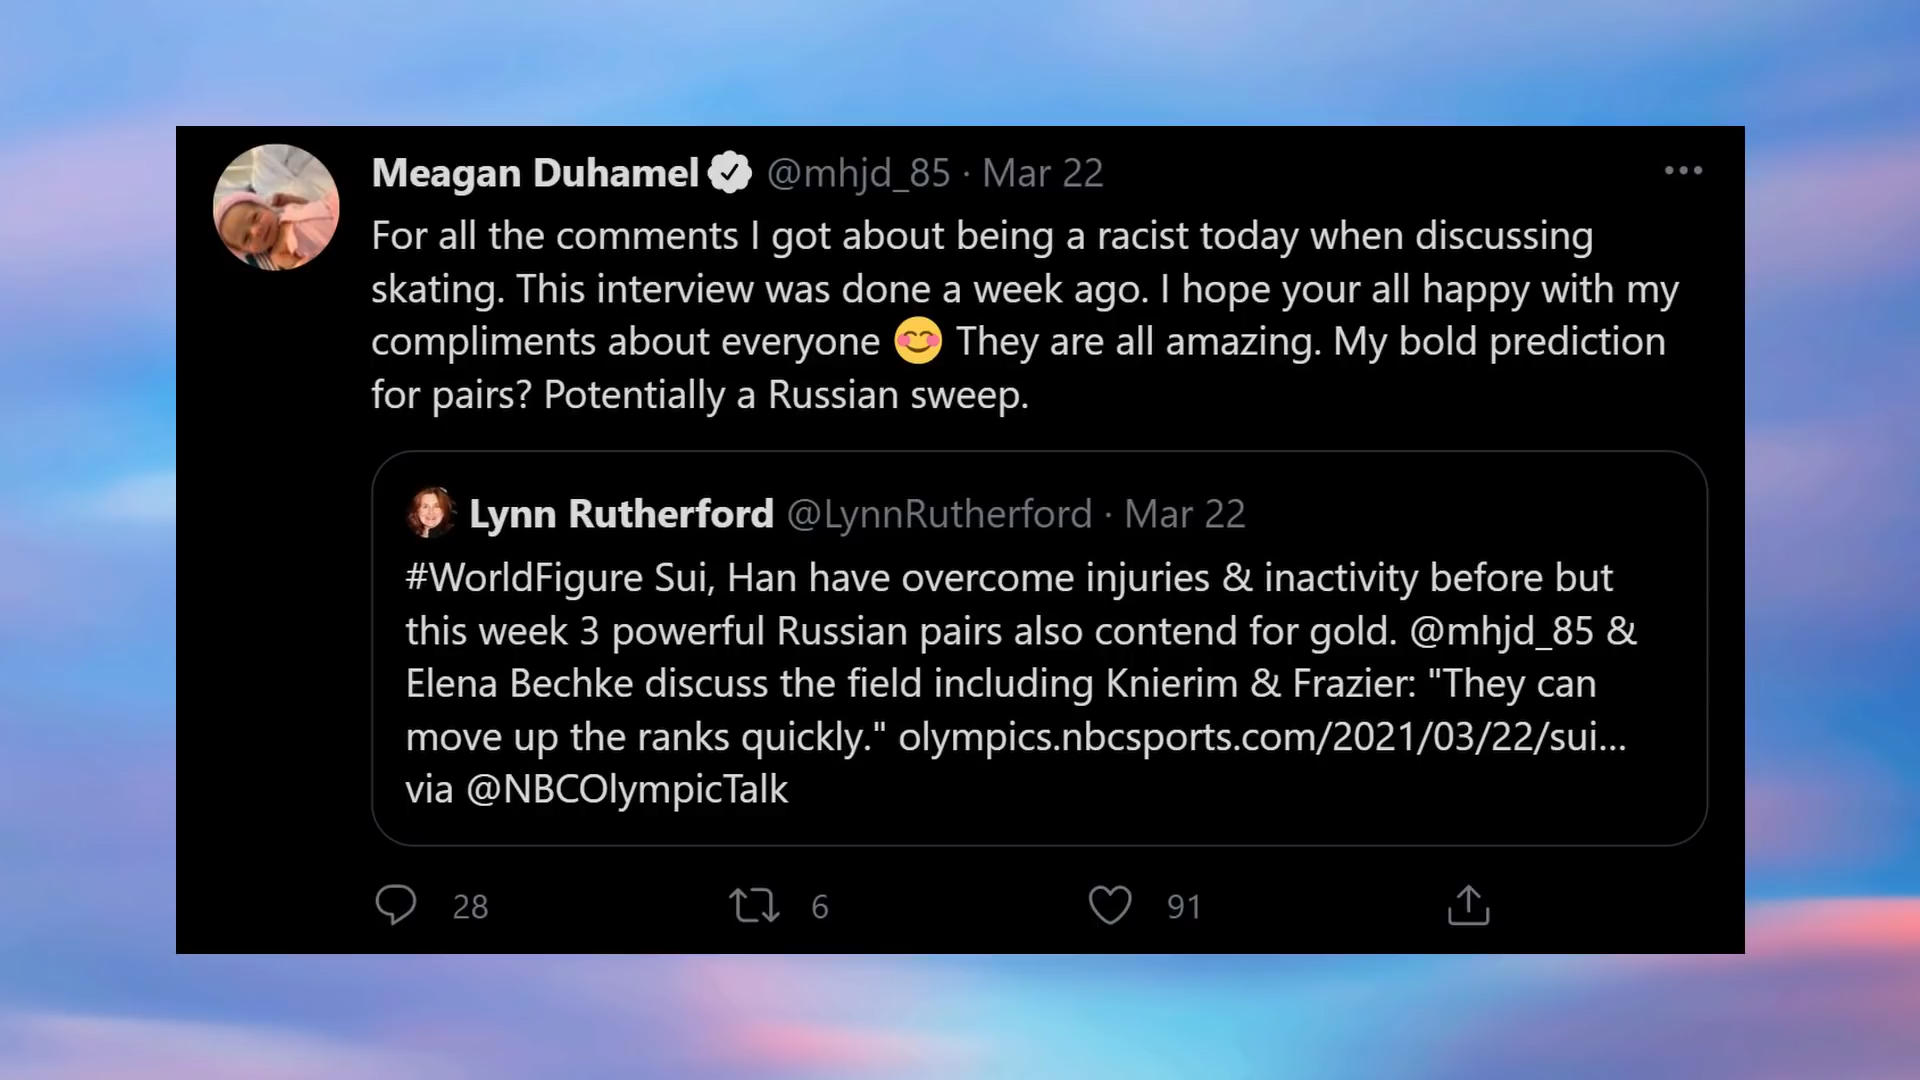 Meagan Duhamel @mhjd_85 · Mar 22
For all the comments I got about being a racist today when discussing
skating. This interview was done a week ago. I hope your all happy with my
compliments about everyone 😊 They are all amazing. My bold prediction
for pairs? Potentially a Russian sweep.
Lynn Rutherford @LynnRutherford · Mar 22
#WorldFigure Sui, Han have overcome injuries & inactivity before but
this week 3 powerful Russian pairs also contend for gold. @mhjd_85 &
Elena Bechke discuss the field including Knierim & Frazier: "They can
move up the ranks quickly." olympics.nbcsports.com/2021/03/22/sui...
via @NBCOlympicTalk
28 6 91